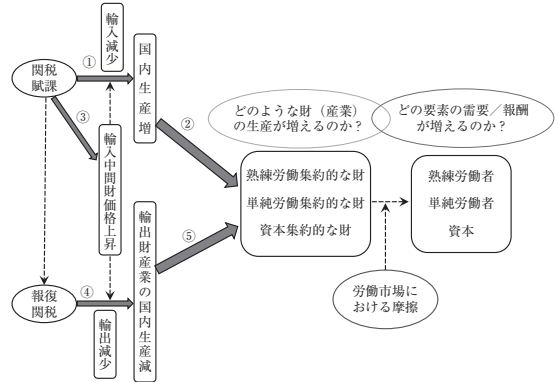 輸入減少
①
国内生産増
関税
賦課
③
輸入中間財価格上昇
②
どのような財（産業）
の生産が増えるのか？
どの要素の需要／報酬
が増えるのか？
熟練労働集約的な財
単純労働集約的な財
資本集約的な財
熟練労働者
単純労働者
資本
⑤
輸出財産業の国内生産減
報復
関税
④
輸出減少
労働市場に
おける摩擦